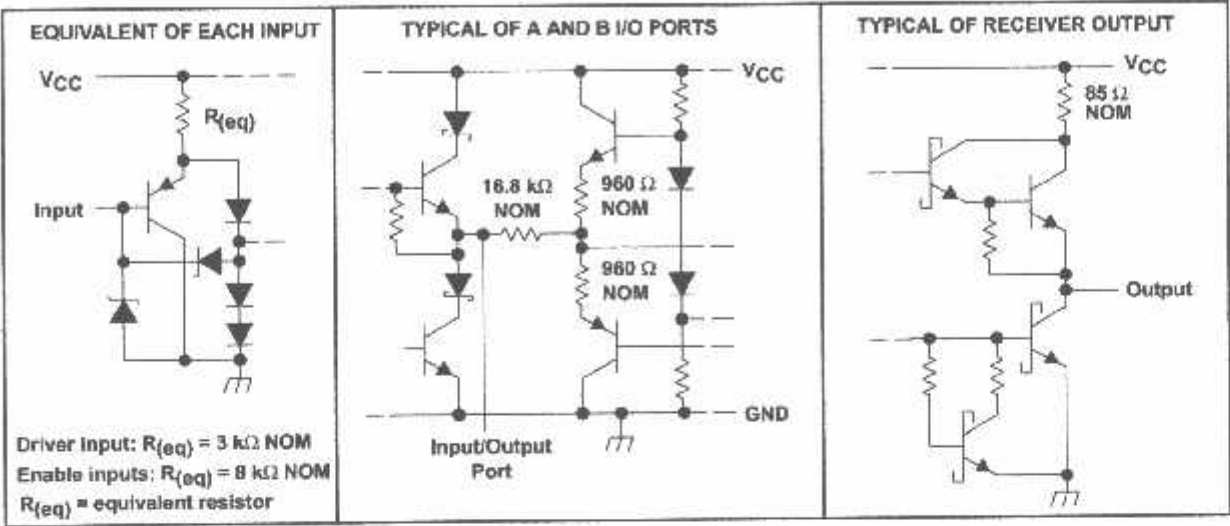 EQUIVALENT OF EACH INPUT
VCC
R(eq)
Input
Driver Input: R(eq) = 3 kΩ NOM
Enable inputs: R(eq) = 8 kΩ NOM
R(eq) = equivalent resistor
TYPICAL OF A AND B I/O PORTS
VCC
16.8 kΩ
NOM
960 Ω
NOM
960 Ω
NOM
GND
Input/Output
Port
TYPICAL OF RECEIVER OUTPUT
VCC
85 Ω
NOM
Output